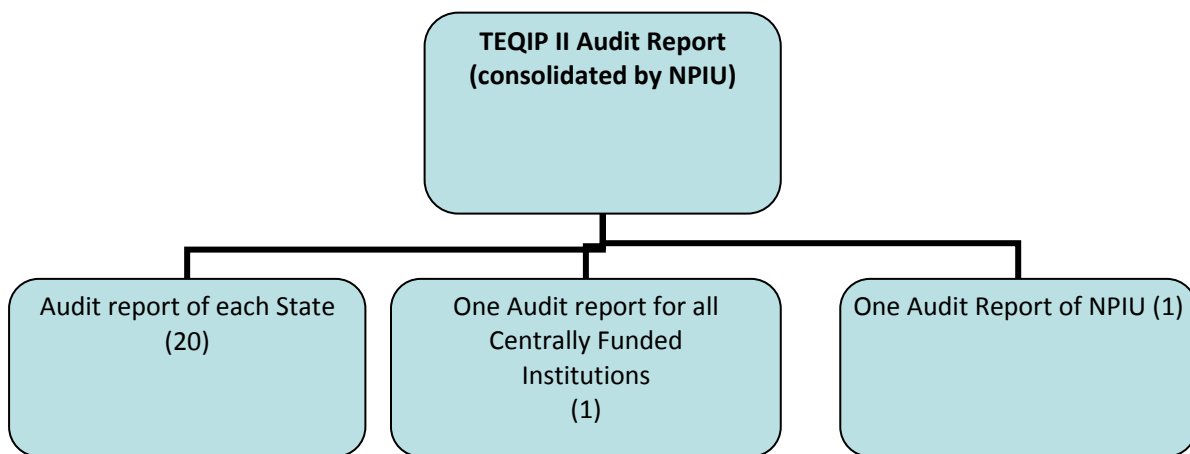 TEQIP II Audit Report
(consolidated by NPIU)
Audit report of each State
(20)
One Audit report for all
Centrally Funded
Institutions
(1)
One Audit Report of NPIU (1)